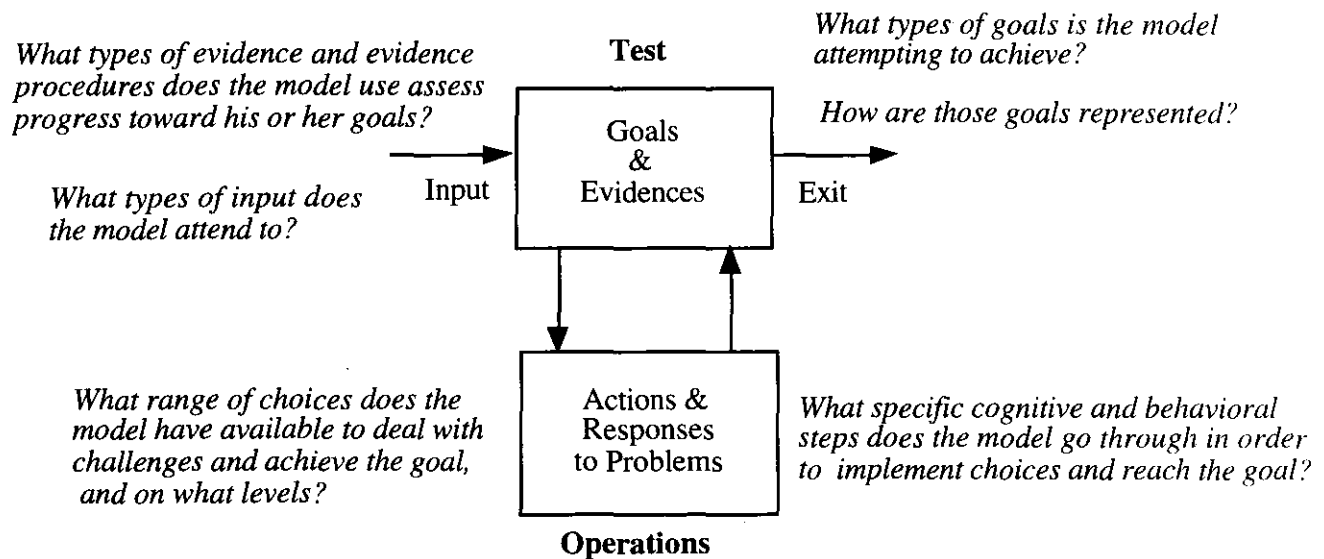 What types of evidence and evidence
procedures does the model use assess
progress toward his or her goals?
What types of input does
the model attend to?
Input
Test
Goals
&
Evidences
Exit
What types of goals is the model
attempting to achieve?
How are those goals represented?
What range of choices does the
model have available to deal with
challenges and achieve the goal,
and on what levels?
Actions &
Responses
to Problems
Operations
What specific cognitive and behavioral
steps does the model go through in order
to implement choices and reach the goal?